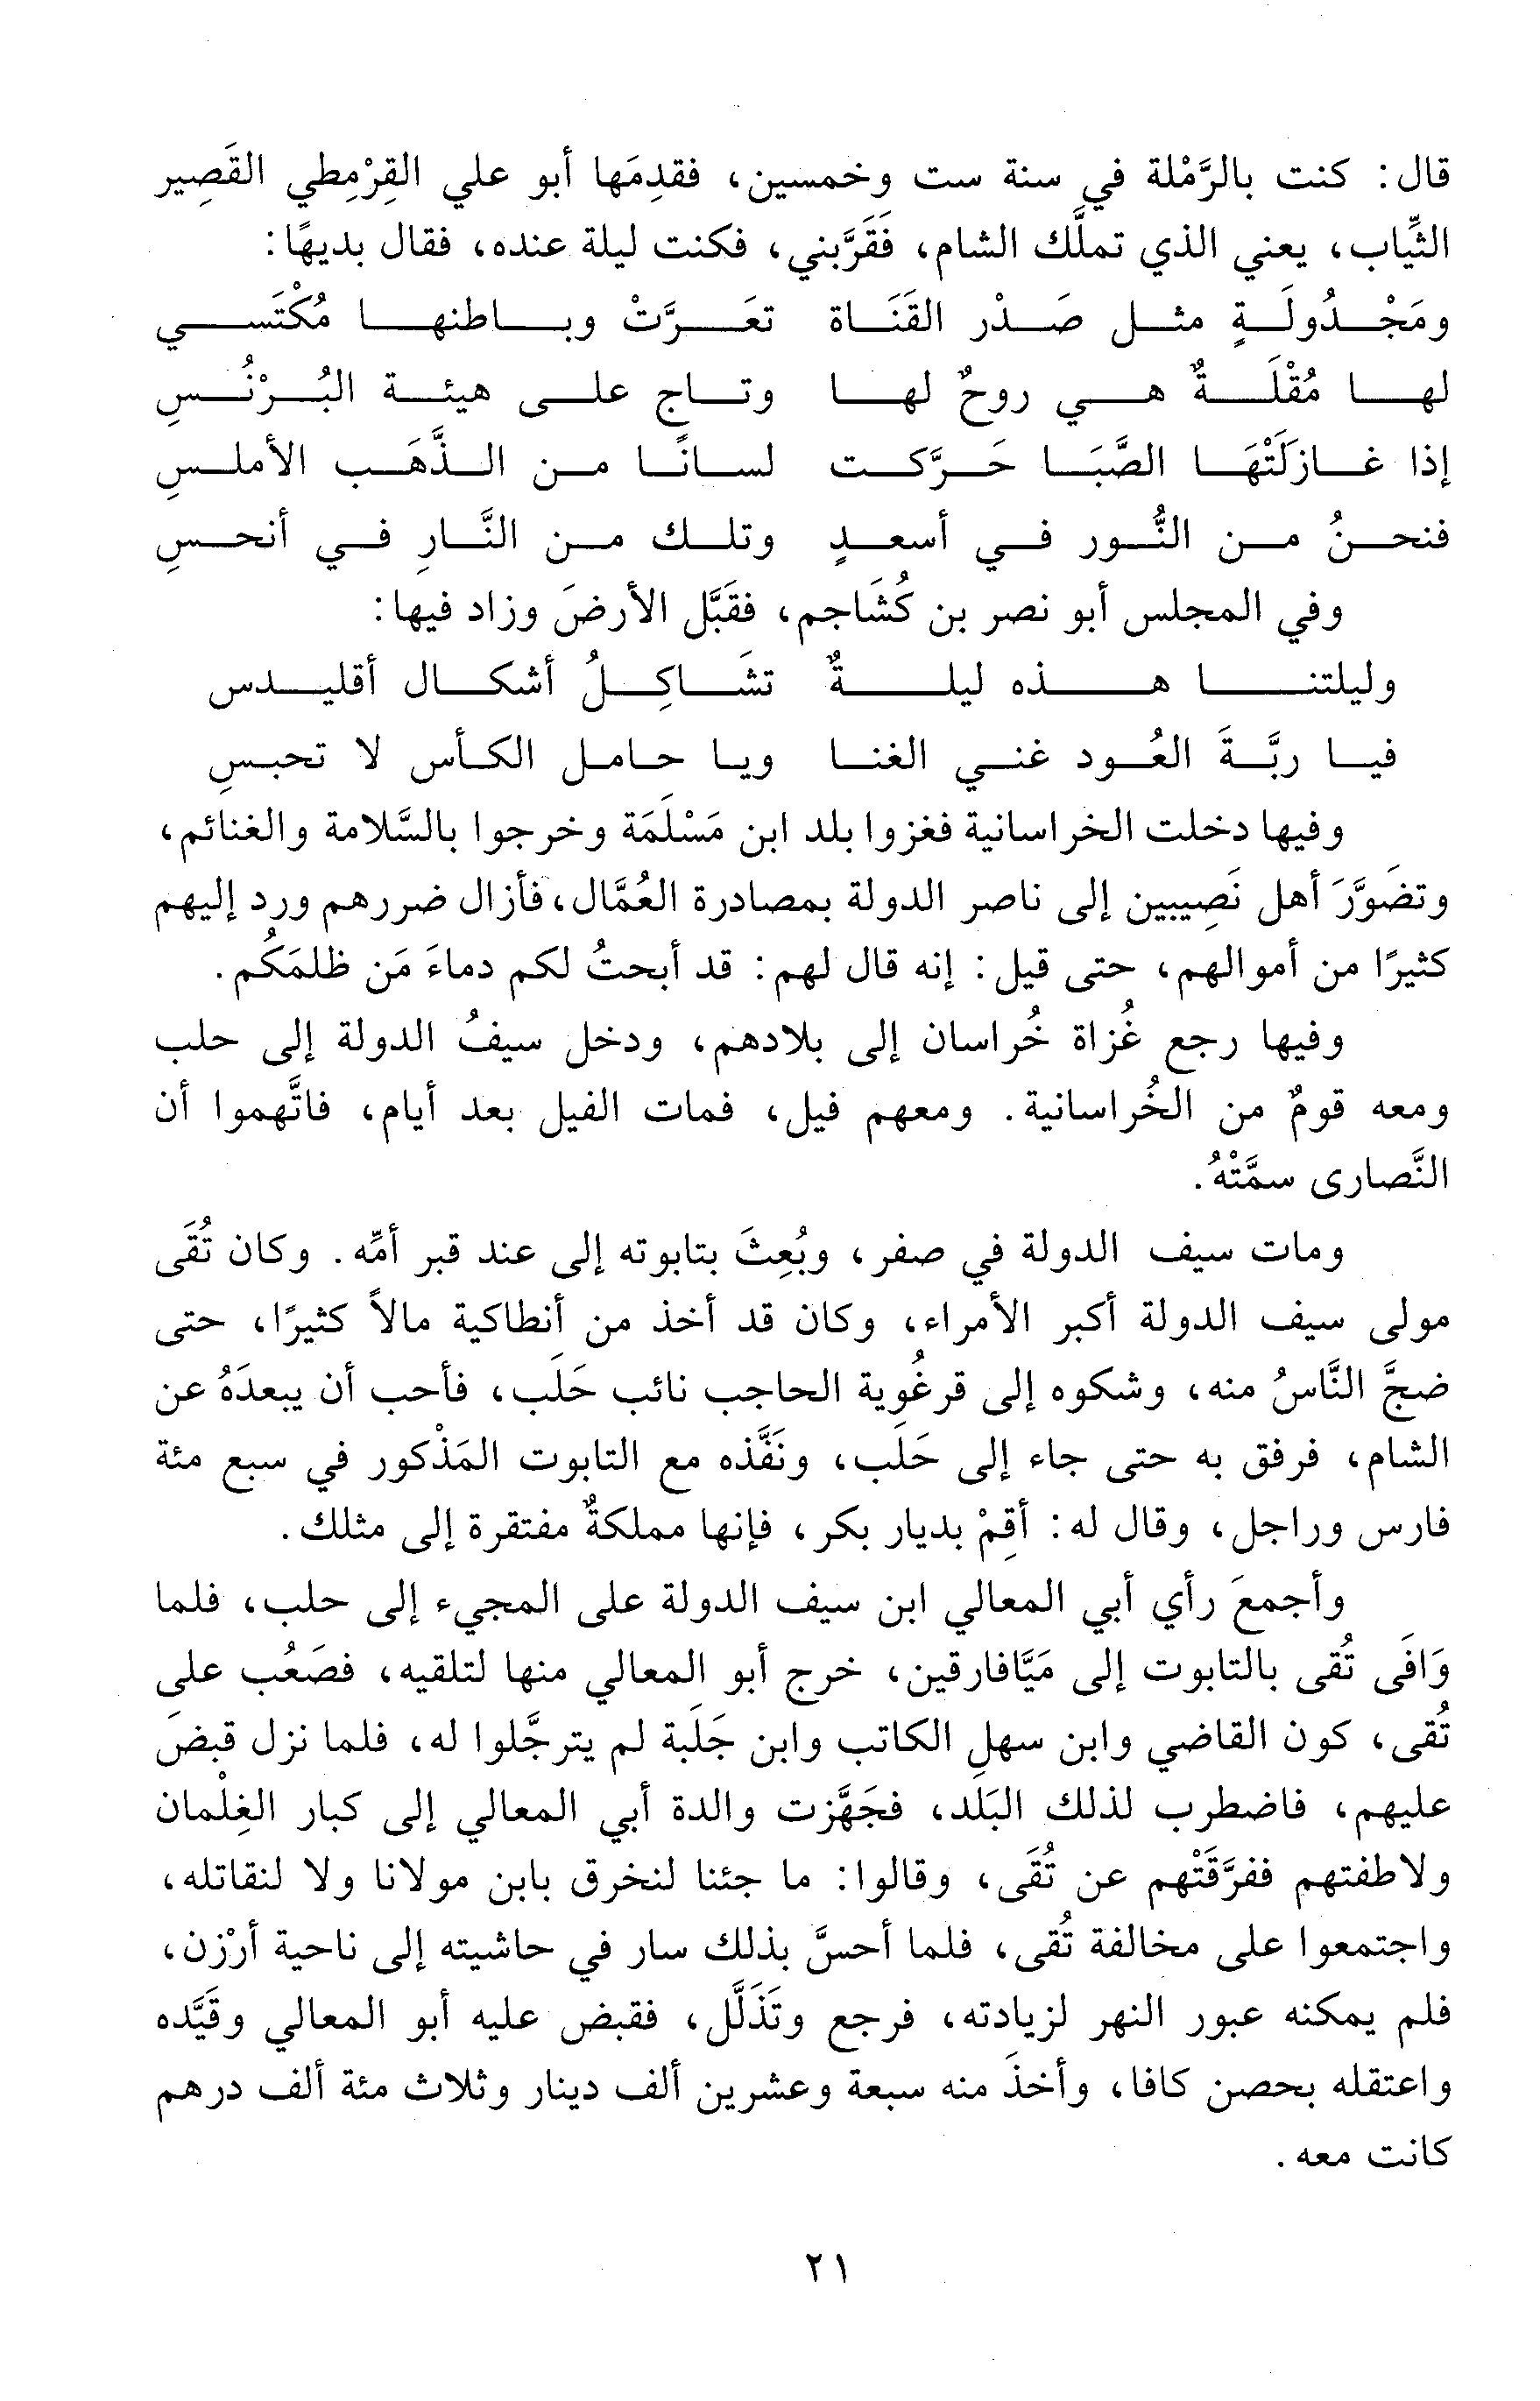 قال: كنت بالرَّمْلة في سنة ست وخمسين، فقدِمَها أبو علي القِرْمِطي القَصِير
الثِّياب، يعني الذي تملَّك الشام، فَقَرَّبني، فكنت ليلة عنده، فقال بديهًا:
ومَجْدُولَةٍ مثل صَدْر القَنَاة تعَرَّتْ وباطنها مُكْتَسي
لها مُقْلَةٌ هي روحٌ لها وتاج على هيئة البُرْنُسِ
إذا غازَلَتْهَا الصَّبَا حَرَّكت لسانًا من الذَّهَب الأملسِ
فنحنُ من النُّور في أسعدٍ وتلك من النَّارِ في أنحسِ
وفي المجلس أبو نصر بن كُشَاجم، فقَبَّل الأرضَ وزاد فيها:
وليلتنا هذه ليلةٌ تشَاكِلُ أشكال أقليدس
فيا ربَّةَ العُود غني الغنا ويا حامل الكأس لا تحبسِ
وفيها دخلت الخراسانية فغزوا بلد ابن مَسْلَمَة وخرجوا بالسَّلامة والغنائم،
وتضَوَّرَ أهل نَصِيبين إلى ناصر الدولة بمصادرة العُمَّال، فأزال ضررهم ورد إليهم
كثيرًا من أموالهم، حتى قيل: إنه قال لهم: قد أبحتُ لكم دماءَ مَن ظلمَكُم.
وفيها رجع غُزاة خُراسان إلى بلادهم، ودخل سيفُ الدولة إلى حلب
ومعه قومٌ من الخُراسانية. ومعهم فيل، فمات الفيل بعد أيام، فاتَّهموا أن
النَّصارى سمَّتْهُ.
ومات سيف الدولة في صفر، وبُعِثَ بتابوته إلى عند قبر أمِّه. وكان تُقَى
مولى سيف الدولة أكبر الأمراء، وكان قد أخذ من أنطاكية مالاً كثيرًا، حتى
ضجَّ النَّاسُ منه، وشكوه إلى قرغُوية الحاجب نائب حَلَب، فأحب أن يبعدَهُ عن
الشام، فرفق به حتى جاء إلى حَلَب، ونَفَّذه مع التابوت المَذْكور في سبع مئة
فارس وراجل، وقال له: أقِمْ بديار بكر، فإنها مملكةٌ مفتقرة إلى مثلك.
وأجمعَ رأي أبي المعالي ابن سيف الدولة على المجيء إلى حلب، فلما
وَافَى تُقى بالتابوت إلى مَيَّافارقين، خرج أبو المعالي منها لتلقيه، فصَعُب على
تُقى، كون القاضي وابن سهلِ الكاتب وابن جَلَبة لم يترجَّلوا له، فلما نزل قبضَ
عليهم، فاضطرب لذلك البَلَد، فجَهَّزت والدة أبي المعالي إلى كبار الغِلْمان
ولاطفتهم ففرَّقَتْهم عن تُقَى، وقالوا: ما جئنا لنخرق بابن مولانا ولا لنقاتله،
واجتمعوا على مخالفة تُقى، فلما أحسَّ بذلك سار في حاشيته إلى ناحية أرْزن،
فلم يمكنه عبور النهر لزيادته، فرجع وتَذَلَّل، فقبض عليه أبو المعالي وقَيَّده
واعتقله بحصن كافا، وأخذَ منه سبعة وعشرين ألف دينار وثلاث مئة ألف درهم
كانت معه.
٢١